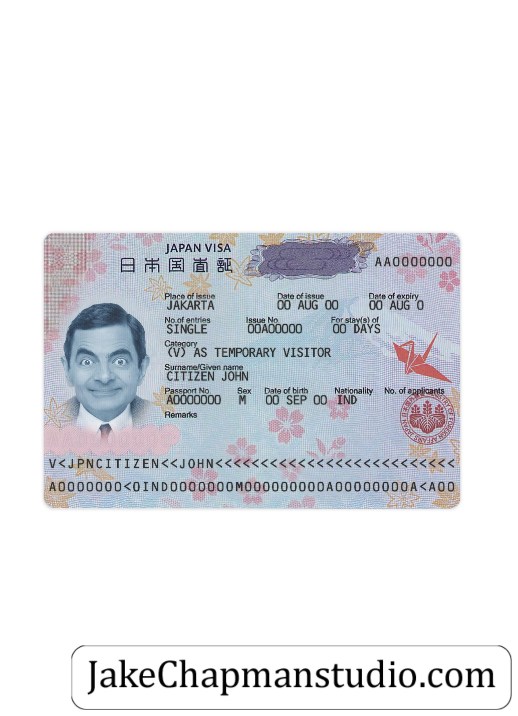 JAPAN VISA
日本国査証
AA0000000
Place of issue Date of issue Date of expiry
JAKARTA 00 AUG 00 00 AUG 0
No.of entries Issue No. For stay(s) of
SINGLE 00A00000 00 DAYS
Category
(V) AS TEMPORARY VISITOR
Surname/Given name
CITIZEN JOHN
Passport No. Sex Date of birth Nationality No. of applicants
A0000000 M 00 SEP 00 IND
Remarks
V<JPNCITIZEN<<JOHN<<<<<<<<<<<<<<<<<<<<<<<<<<
A0000000<0IND0000000M000000000A00000000A<A00
JakeChapmanstudio.com